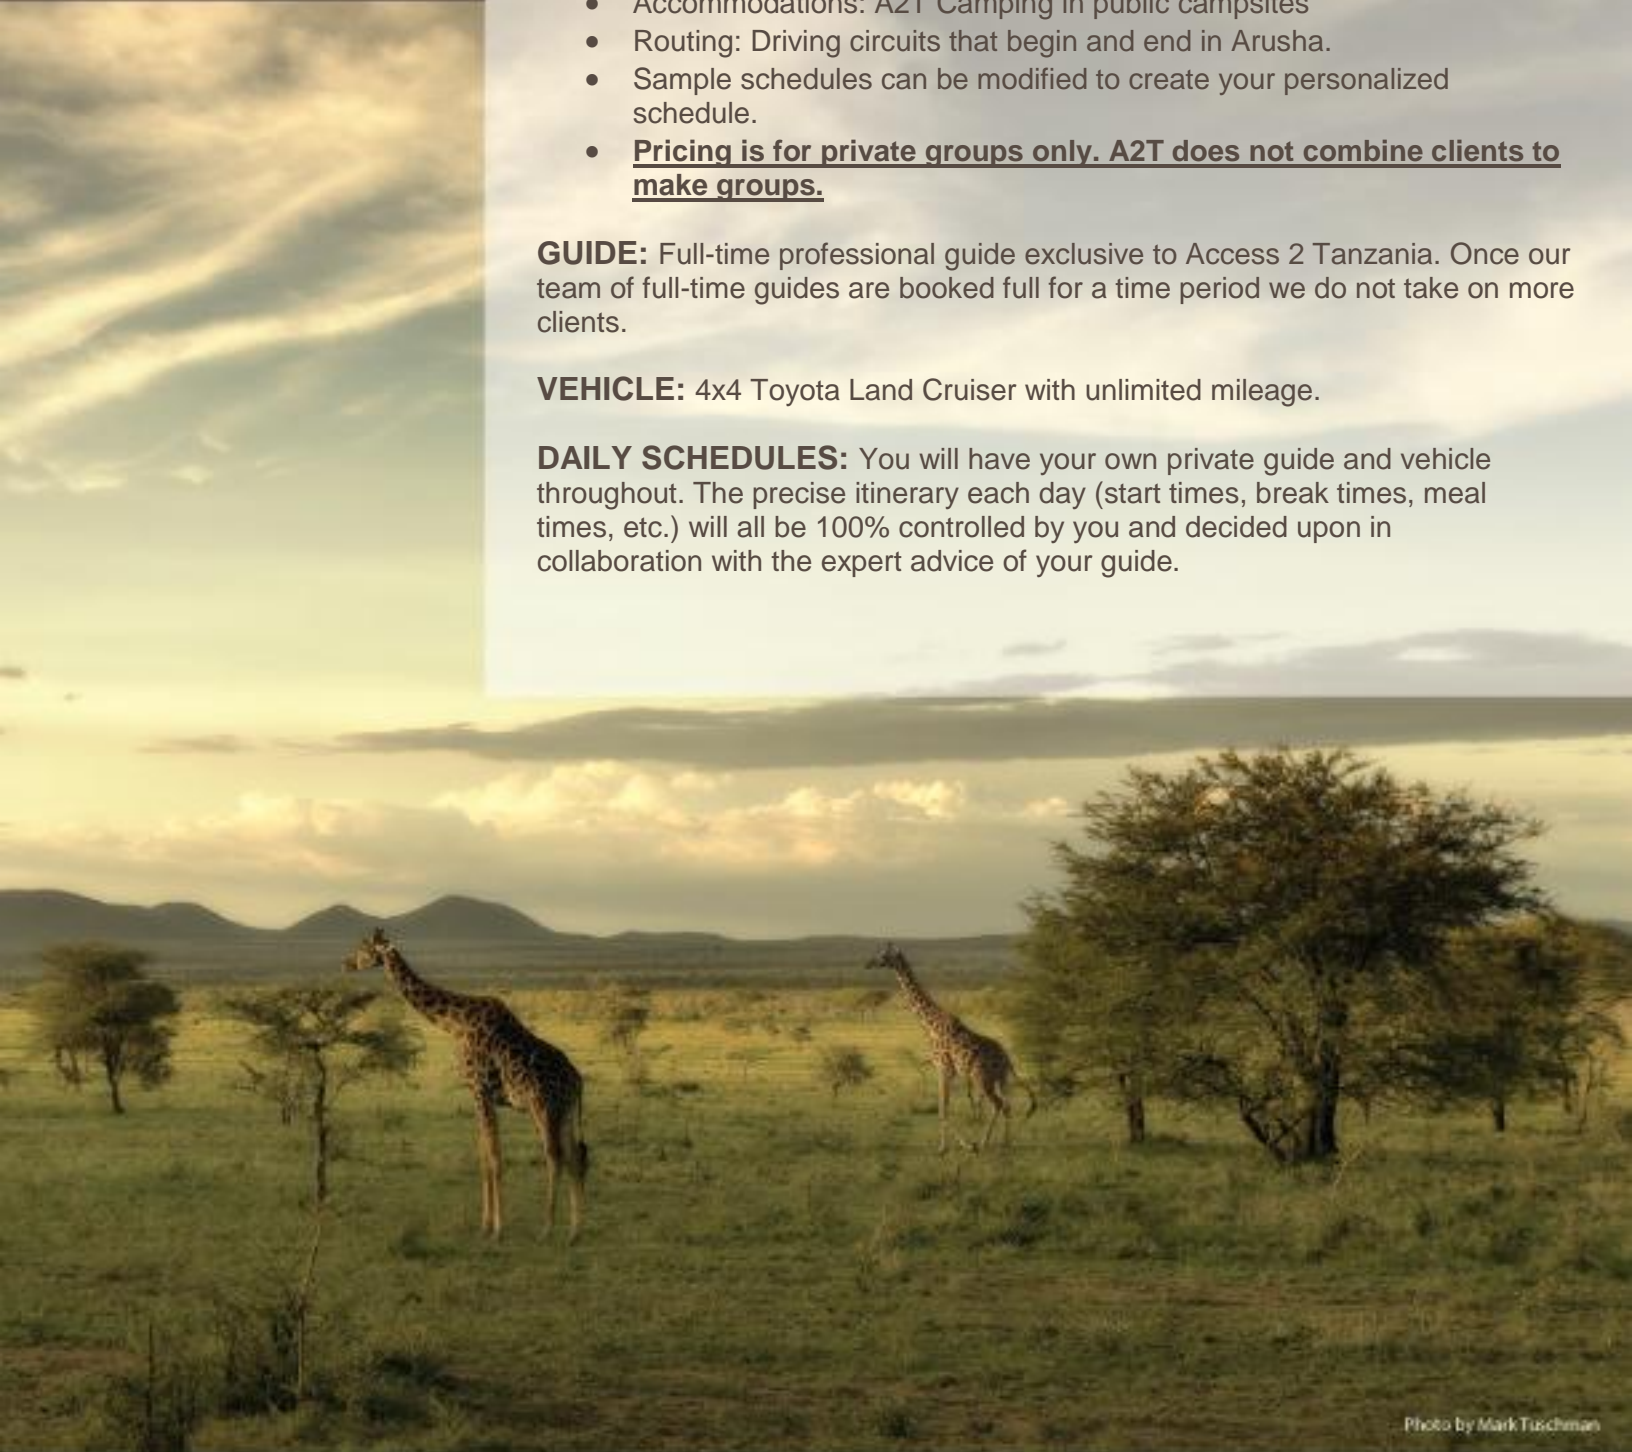 • Accommodations: A2T Camping in public campsites
• Routing: Driving circuits that begin and end in Arusha.
• Sample schedules can be modified to create your personalized
schedule.
• Pricing is for private groups only. A2T does not combine clients to
make groups.
GUIDE: Full-time professional guide exclusive to Access 2 Tanzania. Once our
team of full-time guides are booked full for a time period we do not take on more
clients.
VEHICLE: 4x4 Toyota Land Cruiser with unlimited mileage.
DAILY SCHEDULES: You will have your own private guide and vehicle
throughout. The precise itinerary each day (start times, break times, meal
times, etc.) will all be 100% controlled by you and decided upon in
collaboration with the expert advice of your guide.
Photo by Mark Tuschman